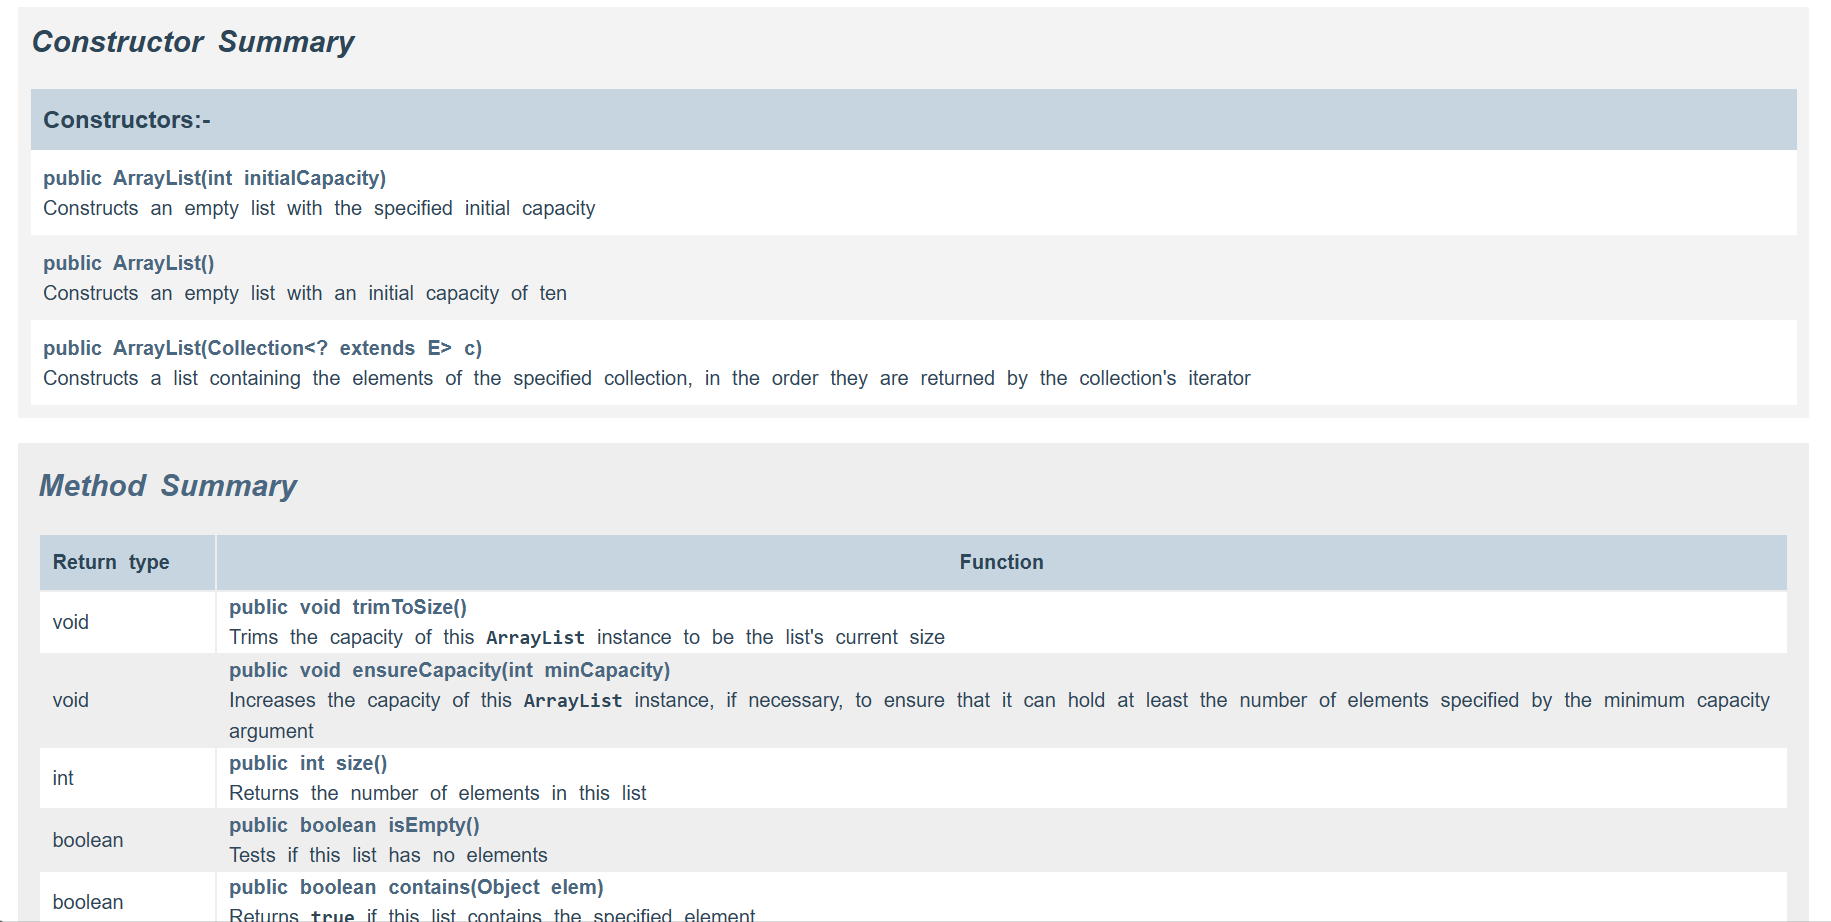 Constructor Summary
Constructors:-
public ArrayList(int initialCapacity)
Constructs an empty list with the specified initial capacity
public ArrayList()
Constructs an empty list with an initial capacity of ten
public ArrayList(Collection<? extends E> c)
Constructs a list containing the elements of the specified collection, in the order they are returned by the collection's iterator
Method Summary
Return type Function
void
public void trimToSize()
Trims the capacity of this ArrayList instance to be the list's current size
void
public void ensureCapacity(int minCapacity)
Increases the capacity of this ArrayList instance, if necessary, to ensure that it can hold at least the number of elements specified by the minimum capacity
argument
int
public int size()
Returns the number of elements in this list
boolean
public boolean isEmpty()
Tests if this list has no elements
boolean
public boolean contains(Object elem)
Returns true if this list contains the specified element